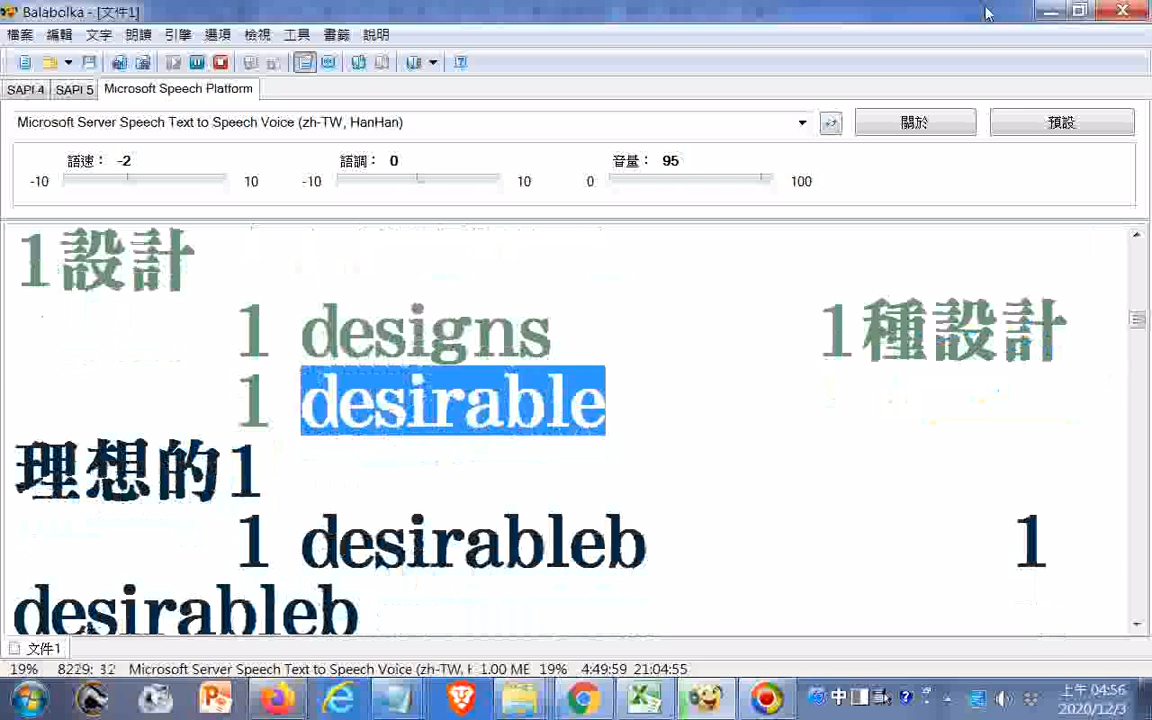 Balabolka - [文件1]
檔案 編輯 文字 朗讀 引擎 選項 檢視 工具 書籤 說明
SAPI 4 SAPI 5 Microsoft Speech Platform
Microsoft Server Speech Text to Speech Voice (zh-TW, HanHan) 關於 預設
語速： -2 語調： 0 音量： 95
-10 10 -10 10 0 100
1設計
1 designs 1種設計
1 desirable
理想的1
1 desirableb 1
desirableb
文件1
19% 8229: 32 Microsoft Server Speech Text to Speech Voice (zh-TW, 1.00 ME 19% 4:49:59 21:04:55
中 上午 04:56
2020/12/3